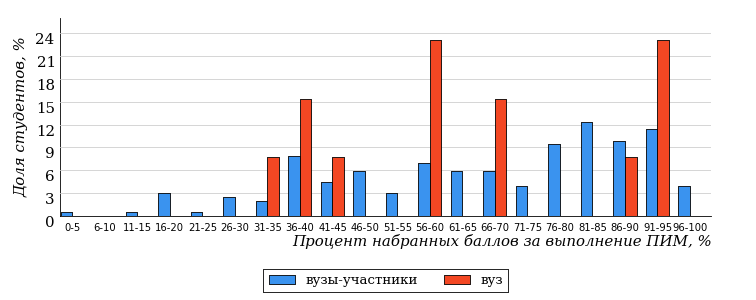 Доля студентов, %
24
21
18
15
12
9
6
3
0
0-5 6-10 11-15 16-20 21-25 26-30 31-35 36-40 41-45 46-50 51-55 56-60 61-65 66-70 71-75 76-80 81-85 86-90 91-95 96-100
Процент набранных баллов за выполнение ПИМ, %
вузы-участники вуз